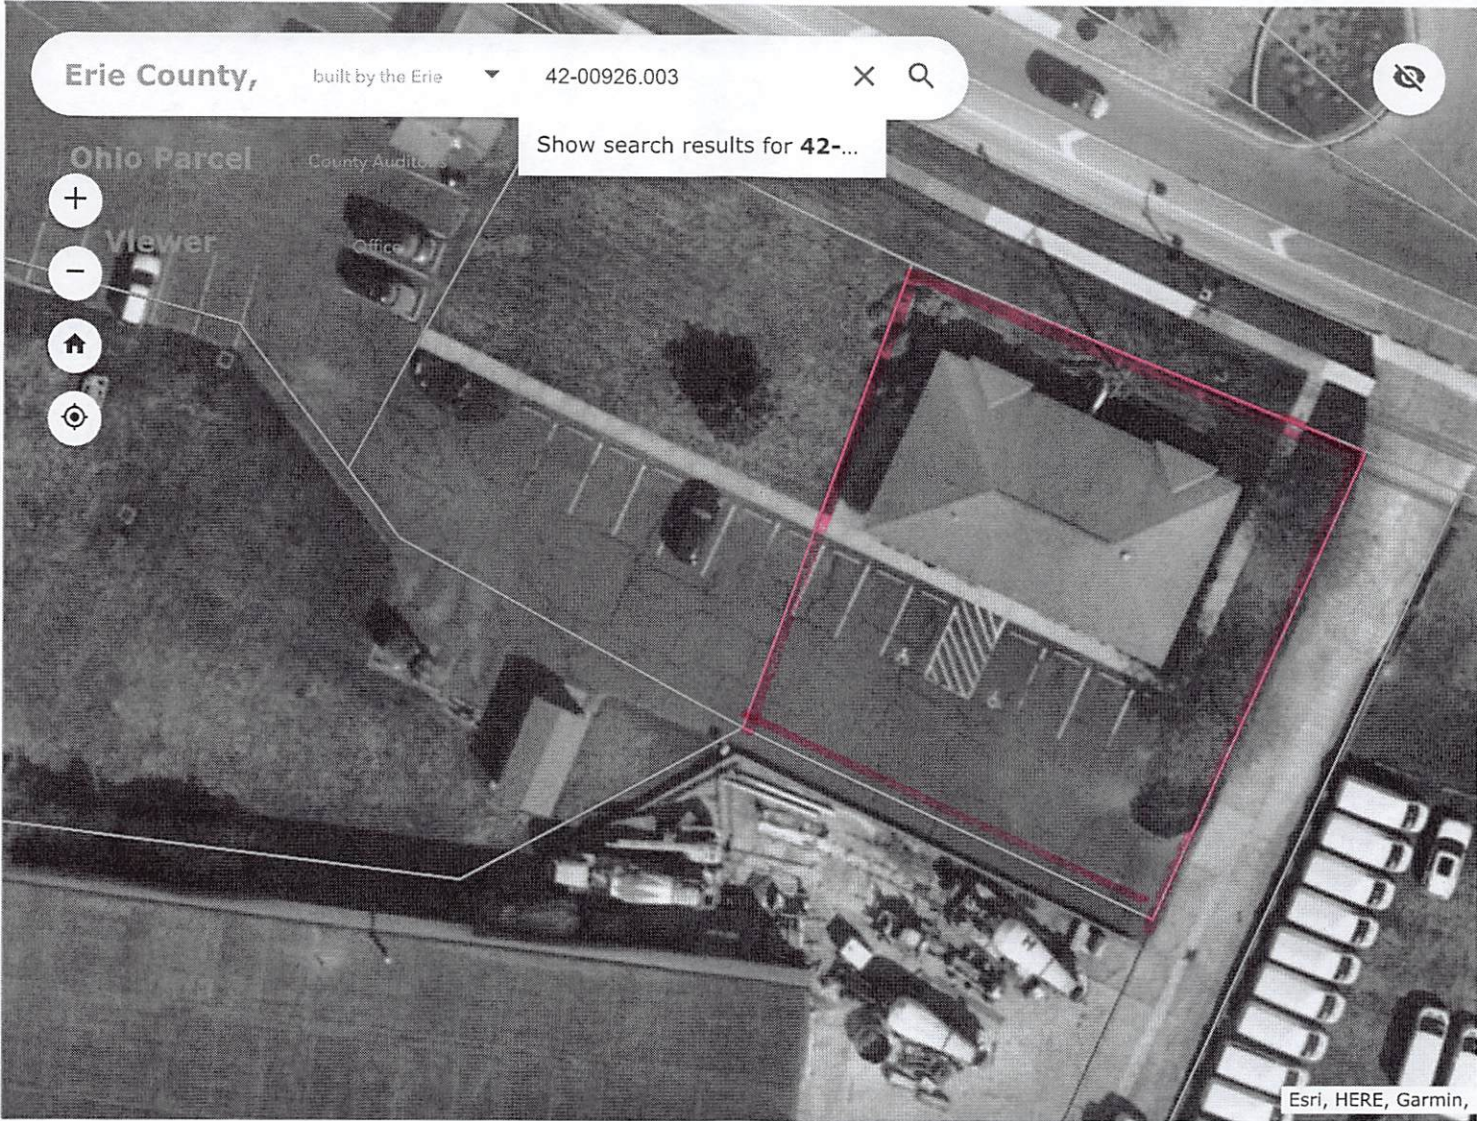 Erie County,
built by the Erie
42-00926.003
Show search results for 42-...
Ohio Parcel
County Auditor
Viewer
Office
H
Esri, HERE, Garmin,